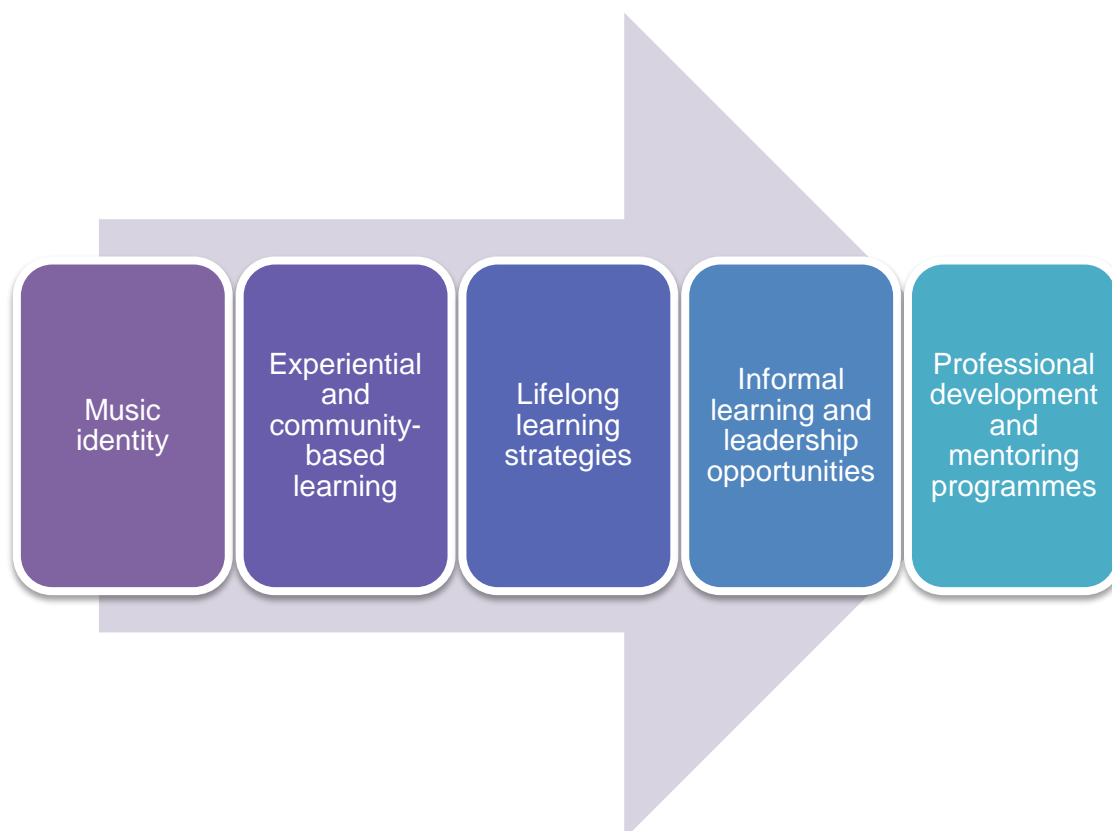 Music
identity
Experiential
and
community-
based
learning
Lifelong
learning
strategies
Informal
learning and
leadership
opportunities
Professional
development
and
mentoring
programmes